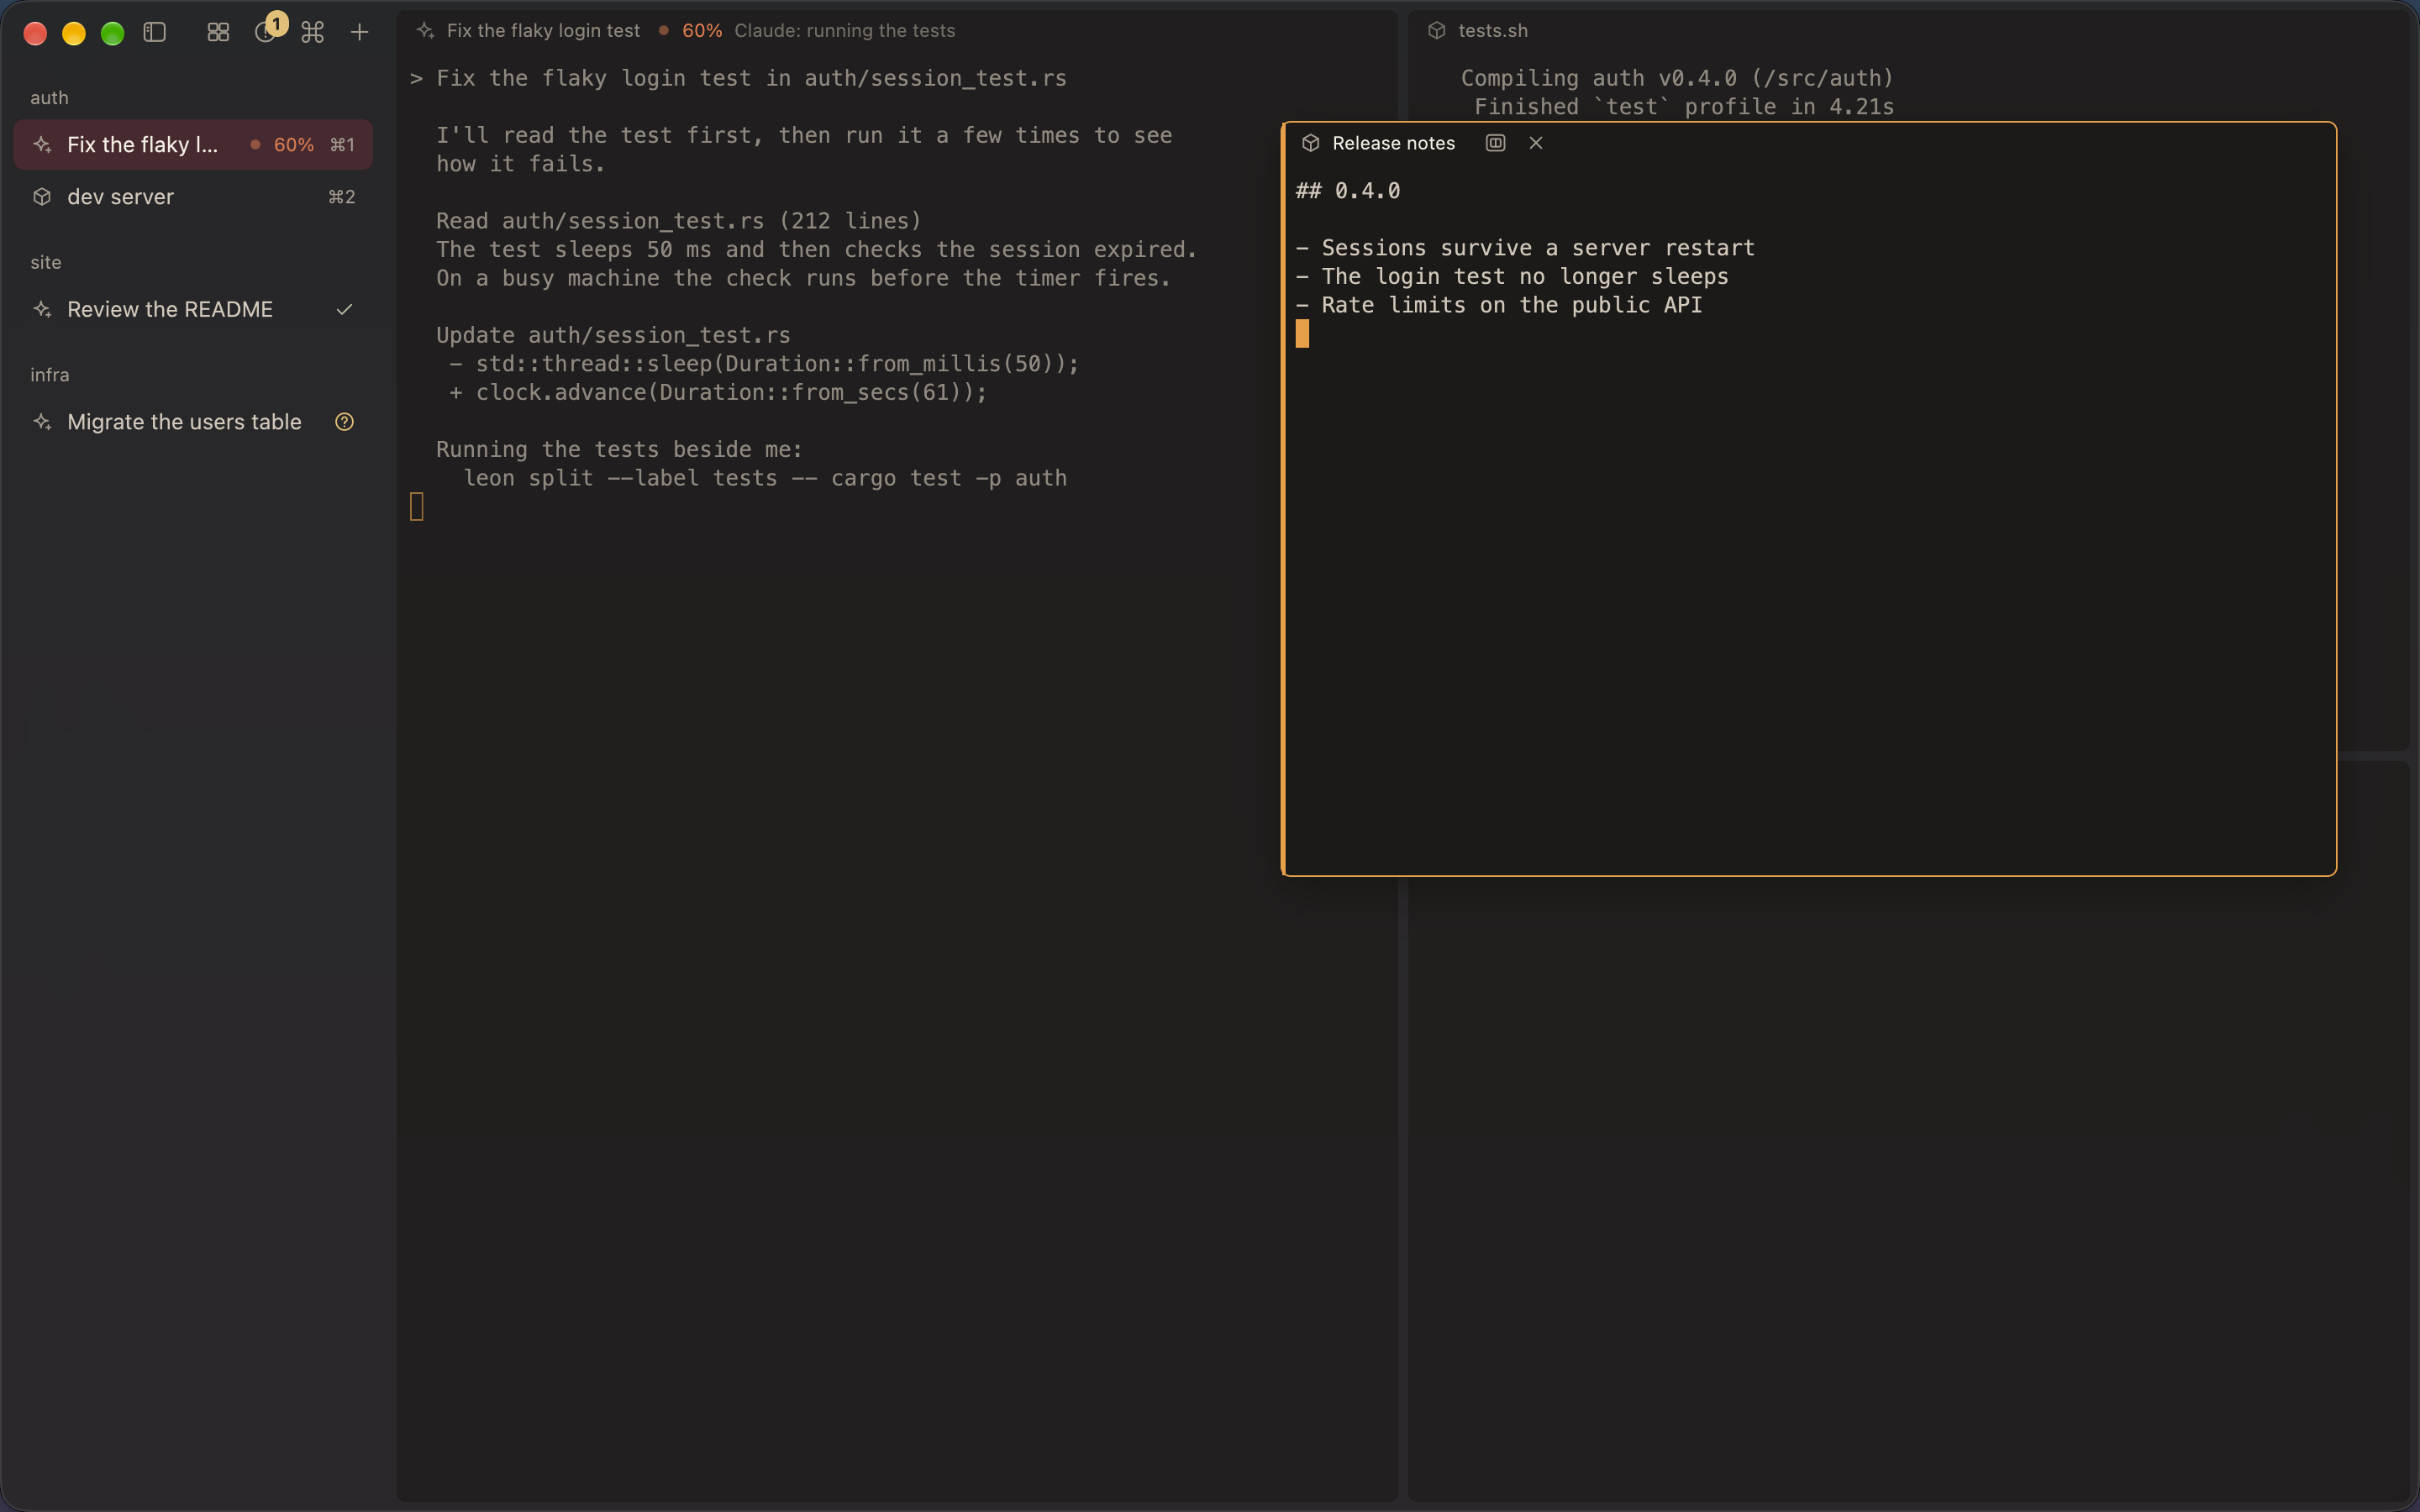 1
auth
Fix the flaky l... 60% ⌘1
dev server ⌘2
site
Review the README
infra
Migrate the users table
Fix the flaky login test 60% Claude: running the tests
> Fix the flaky login test in auth/session_test.rs
I'll read the test first, then run it a few times to see
how it fails.
Read auth/session_test.rs (212 lines)
The test sleeps 50 ms and then checks the session expired.
On a busy machine the check runs before the timer fires.
Update auth/session_test.rs
- std::thread::sleep(Duration::from_millis(50));
+ clock.advance(Duration::from_secs(61));
Running the tests beside me:
leon split --label tests -- cargo test -p auth
tests.sh
Compiling auth v0.4.0 (/src/auth)
Finished `test` profile in 4.21s
Release notes
## 0.4.0
- Sessions survive a server restart
- The login test no longer sleeps
- Rate limits on the public API